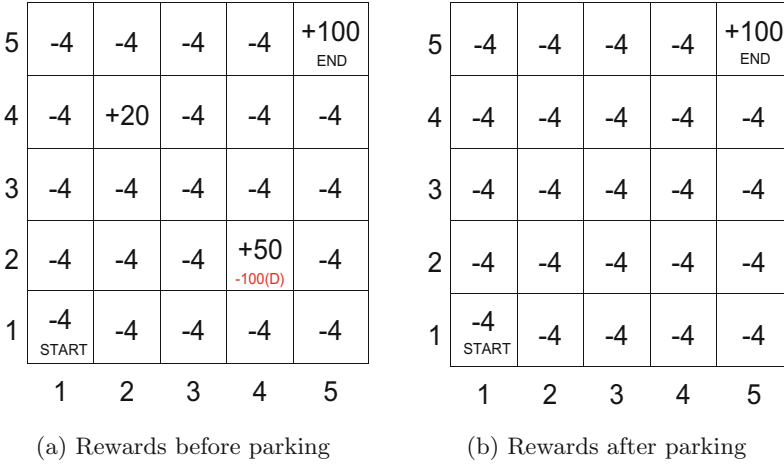 5 -4 -4 -4 -4 +100
END
4 -4 +20 -4 -4 -4
3 -4 -4 -4 -4 -4
2 -4 -4 -4 +50 -4
-100(D)
1 -4 -4 -4 -4 -4
START
1 2 3 4 5
(a) Rewards before parking
5 -4 -4 -4 -4 +100
END
4 -4 -4 -4 -4 -4
3 -4 -4 -4 -4 -4
2 -4 -4 -4 -4 -4
1 -4 -4 -4 -4 -4
START
1 2 3 4 5
(b) Rewards after parking